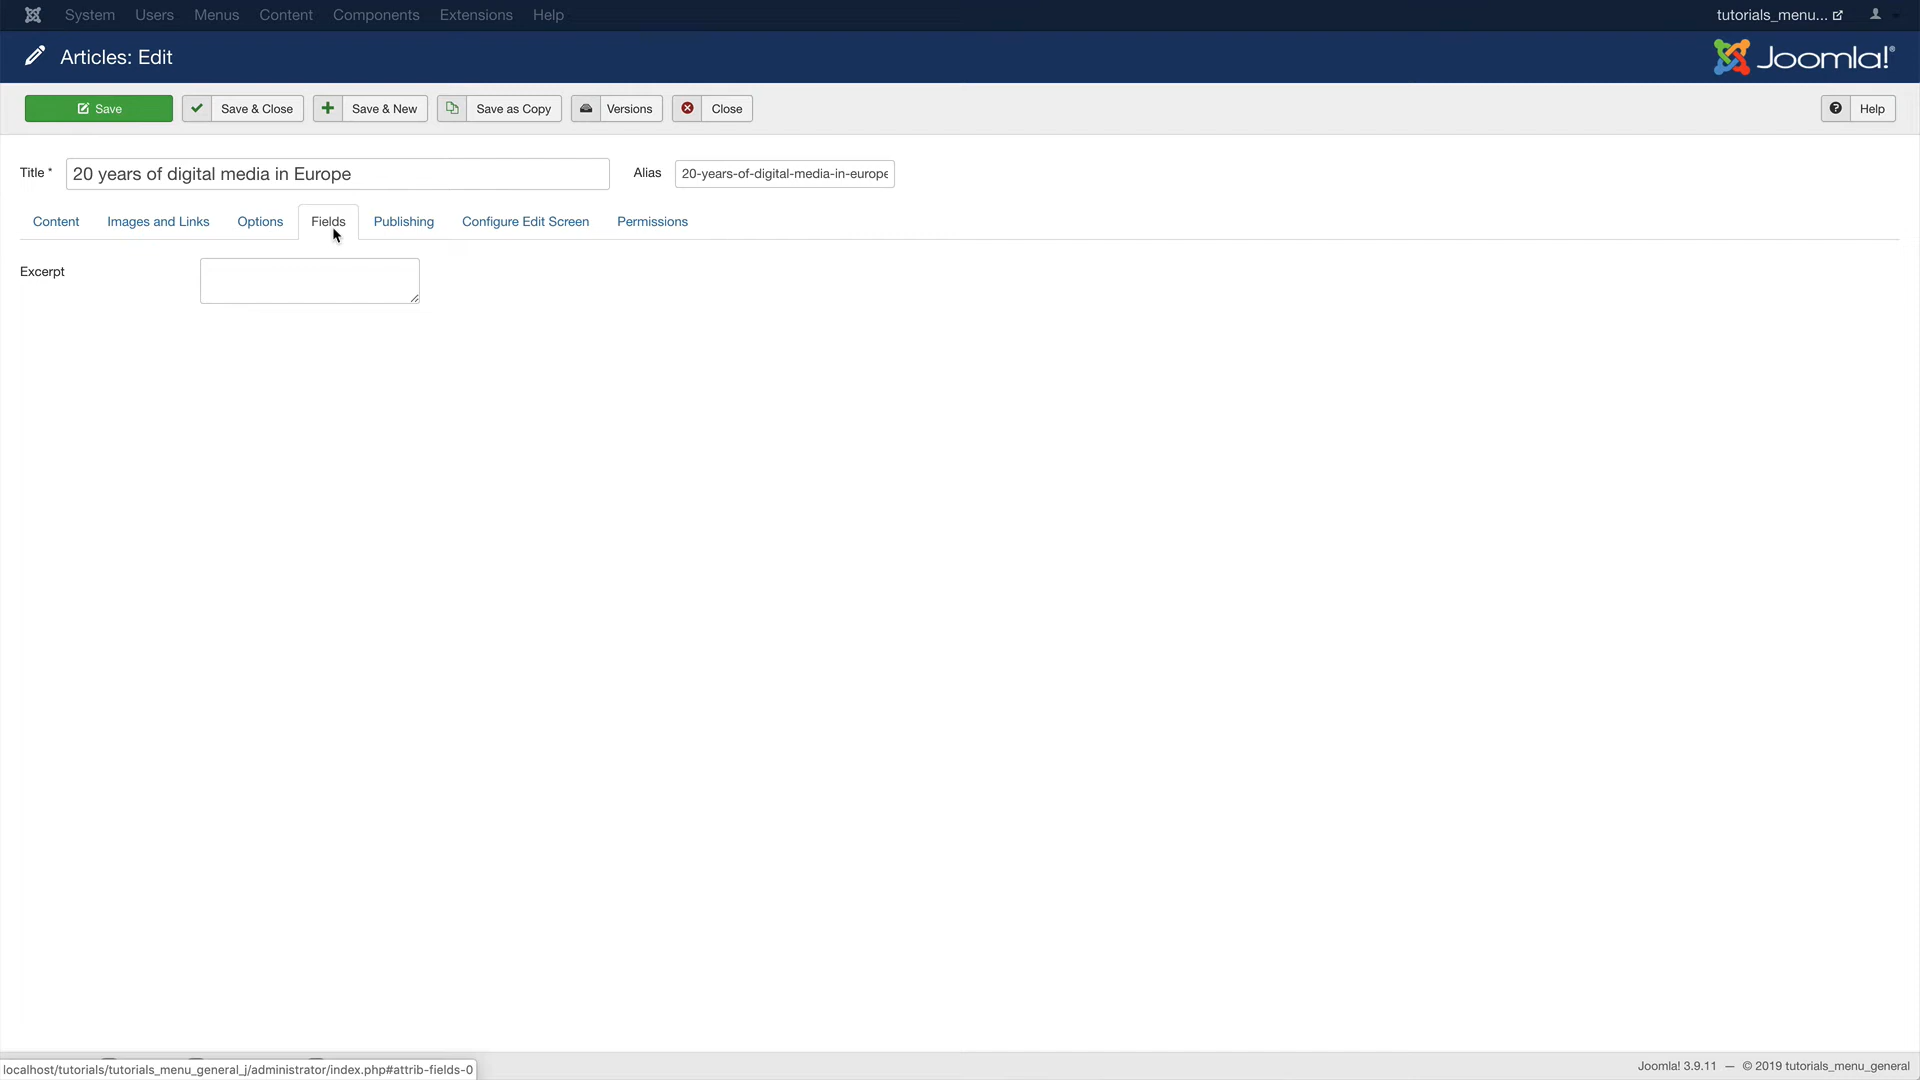 System Users Menus Content Components Extensions Help tutorials_menu...
Articles: Edit Joomla!®
Save Save & Close Save & New Save as Copy Versions Close Help
Title * 20 years of digital media in Europe Alias 20-years-of-digital-media-in-europe
Content Images and Links Options Fields Publishing Configure Edit Screen Permissions
Excerpt
localhost/tutorials/tutorials_menu_general_j/administrator/index.php#attrib-fields-0 Joomla! 3.9.11 — © 2019 tutorials_menu_general